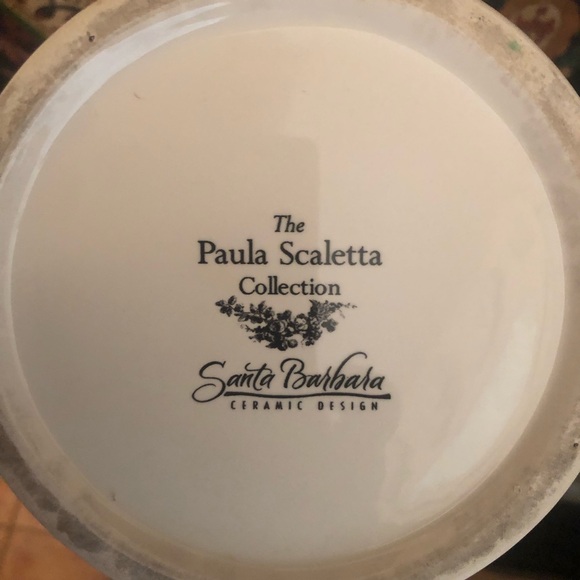 The
Paula Scaletta
Collection
Santa Barbara
CERAMIC DESIGN